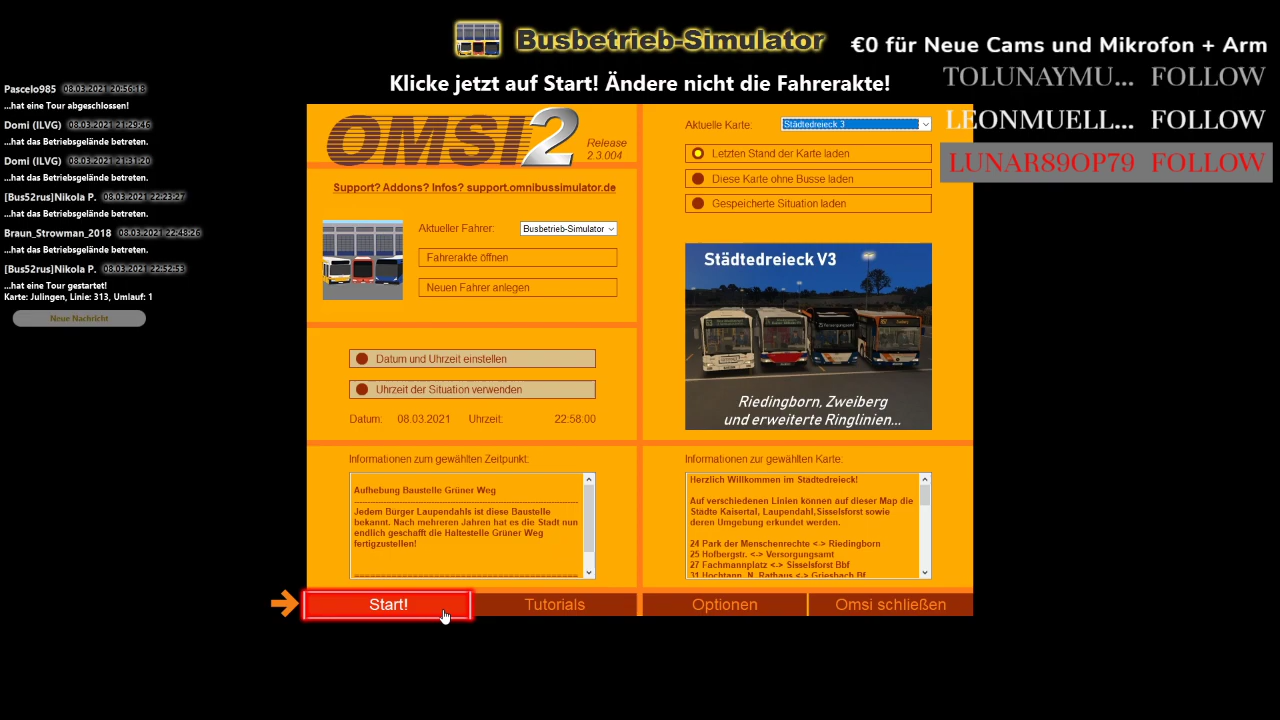 Busbetrieb-Simulator
€0 für Neue Cams und Mikrofon + Arm
Klicke jetzt auf Start! Ändere nicht die Fahrerakte!
TOLUNAYMU... FOLLOW
LEONMUELL... FOLLOW
LUNAR89OP79 FOLLOW
Pascelo985 08.03.2021 20:56:18
...hat eine Tour abgeschlossen!
Domi (ILVG) 08.03.2021 21:29:46
...hat das Betriebsgelände betreten.
Domi (ILVG) 08.03.2021 21:31:20
...hat das Betriebsgelände betreten.
[Bus52rus]Nikola P. 08.03.2021 22:23:27
...hat das Betriebsgelände betreten.
Braun_Strowman_2018 08.03.2021 22:48:26
...hat das Betriebsgelände betreten.
[Bus52rus]Nikola P. 08.03.2021 22:52:53
...hat eine Tour gestartet!
Karte: Julingen, Linie: 313, Umlauf: 1
Neue Nachricht
OMSI 2
Release
2.3.004
Support? Addons? Infos? support.omnibussimulator.de
Aktueller Fahrer: Busbetrieb-Simulator
Fahrerakte öffnen
Neuen Fahrer anlegen
Datum und Uhrzeit einstellen
Uhrzeit der Situation verwenden
Datum: 08.03.2021 Uhrzeit: 22:58:00
Informationen zum gewählten Zeitpunkt:
Aufhebung Baustelle Grüner Weg
Jedem Bürger Laupendahls ist diese Baustelle
bekannt. Nach mehreren Jahren hat es die Stadt nun
endlich geschafft die Haltestelle Grüner Weg
fertigzustellen!
Aktuelle Karte: Städtedreieck 3
Letzten Stand der Karte laden
Diese Karte ohne Busse laden
Gespeicherte Situation laden
Städtedreieck V3
Riedingborn, Zweiberg
und erweiterte Ringlinien...
Informationen zur gewählten Karte:
Herzlich Willkommen im Städtedreieck!
Auf verschiedenen Linien können auf dieser Map die
Städte Kaisertal, Laupendahl,Sisselsforst sowie
deren Umgebung erkundet werden.
24 Park der Menschenrechte <-> Riedingborn
25 Hofbergstr. <-> Versorgungsamt
27 Fachmannplatz <-> Sisselsforst Bbf
31 Hochtann, N. Rathaus <-> Griesbach Bf
Start!
Tutorials
Optionen
Omsi schließen